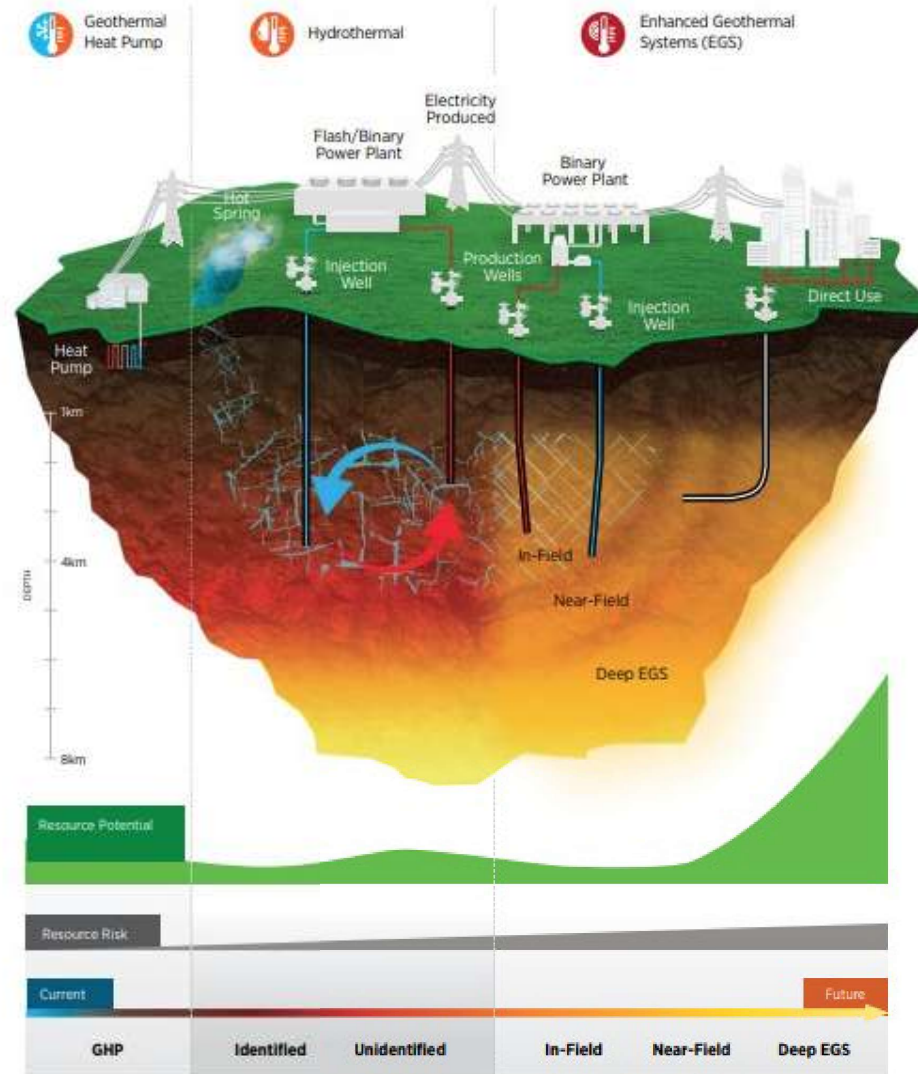 Geothermal
Heat Pump
Hydrothermal
Enhanced Geothermal
Systems (EGS)
Electricity
Produced
Flash/Binary
Power Plant
Binary
Power Plant
Hot
Spring
Injection
Well
Production
Wells
Injection
Well
Direct Use
Heat
Pump
1km
4km
8km
DEPTH
In-Field
Near-Field
Deep EGS
Resource Potential
Resource Risk
Current
Future
GHP
Identified
Unidentified
In-Field
Near-Field
Deep EGS